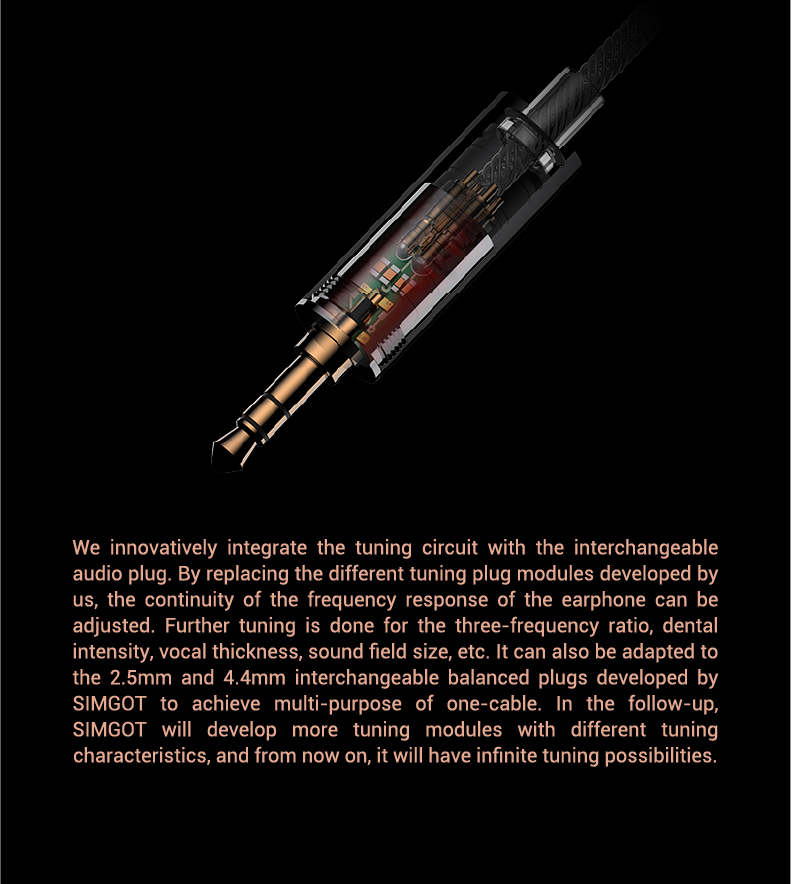 We innovatively integrate the tuning circuit with the interchangeable
audio plug. By replacing the different tuning plug modules developed by
us, the continuity of the frequency response of the earphone can be
adjusted. Further tuning is done for the three-frequency ratio, dental
intensity, vocal thickness, sound field size, etc. It can also be adapted to
the 2.5mm and 4.4mm interchangeable balanced plugs developed by
SIMGOT to achieve multi-purpose of one-cable. In the follow-up,
SIMGOT will develop more tuning modules with different tuning
characteristics, and from now on, it will have infinite tuning possibilities.